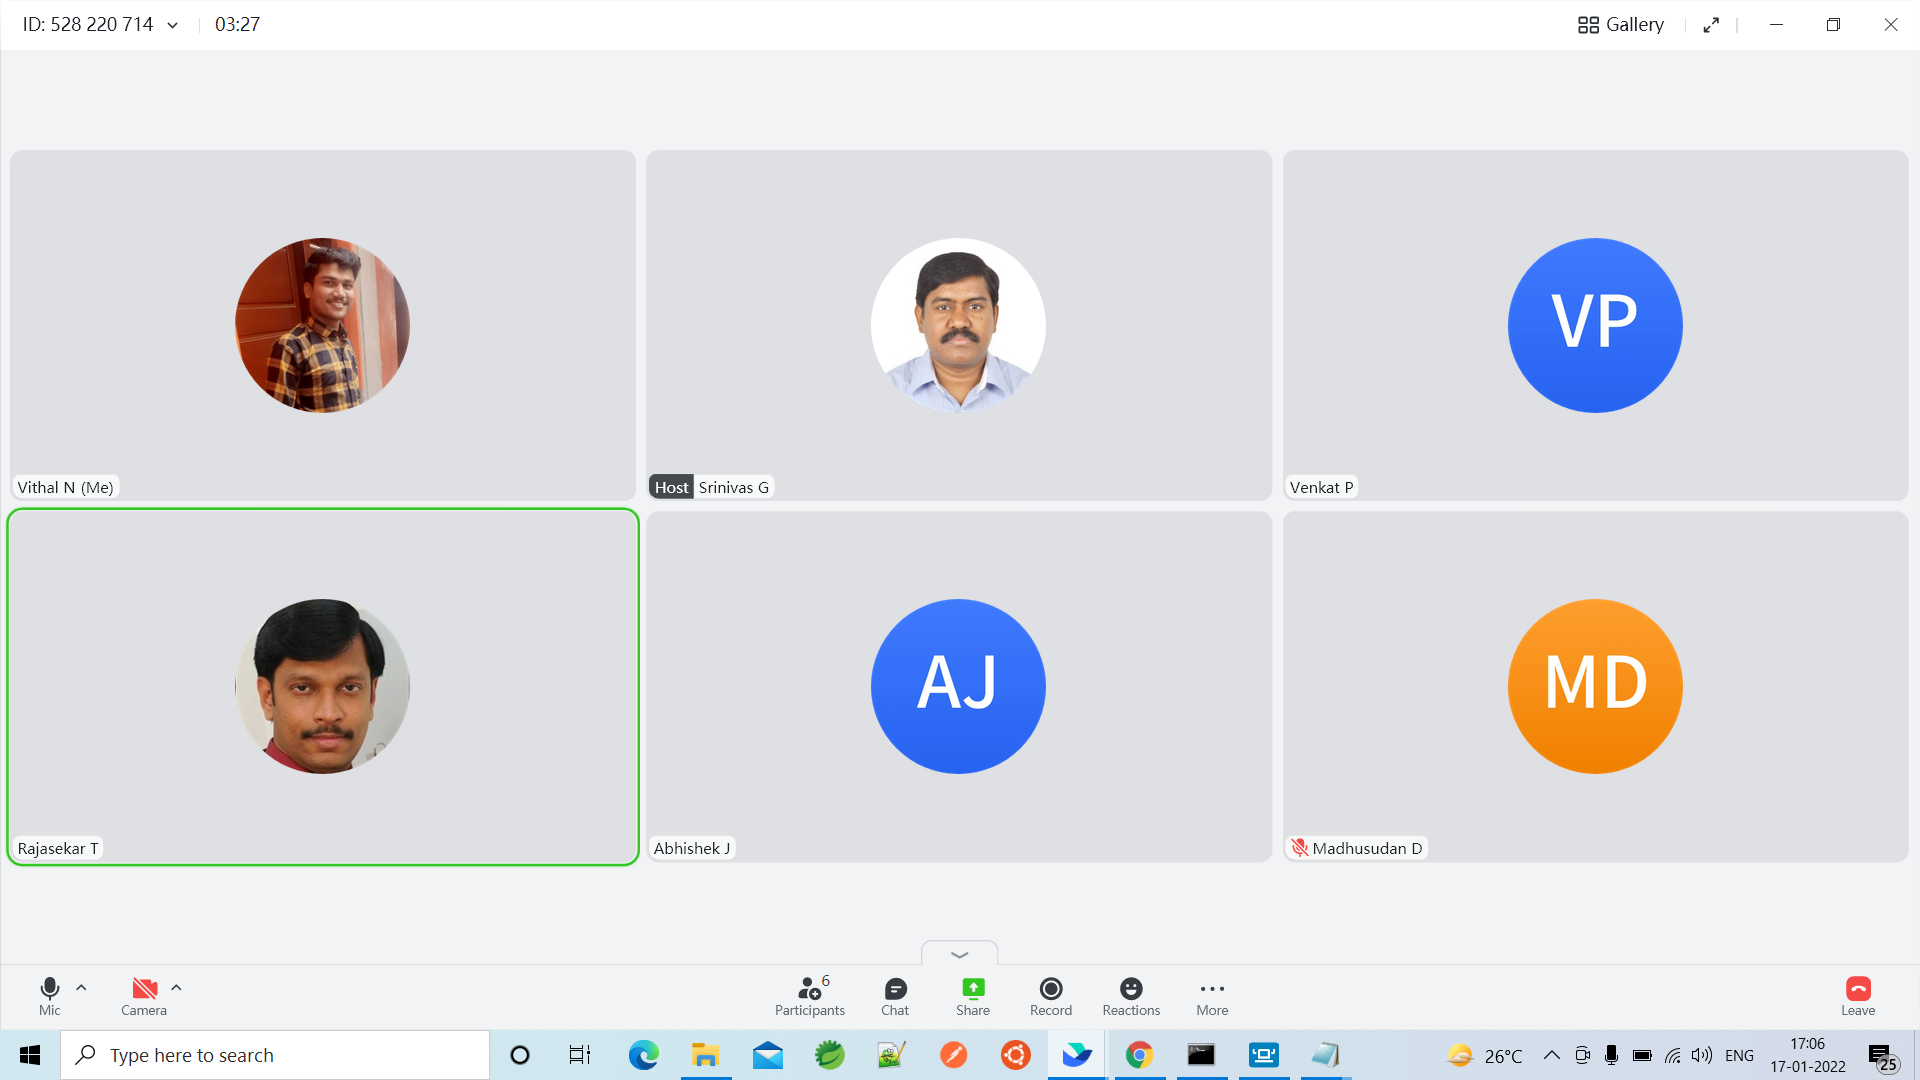 ID: 528 220 714
03:27
Gallery
VP
Vithal N (Me)
Host Srinivas G
Venkat P
AJ
MD
Rajasekar T
Abhishek J
Madhusudan D
Mic
Camera
6
Participants
Chat
Share
Record
Reactions
More
Leave
Type here to search
26°C
ENG
17:06
17-01-2022
25